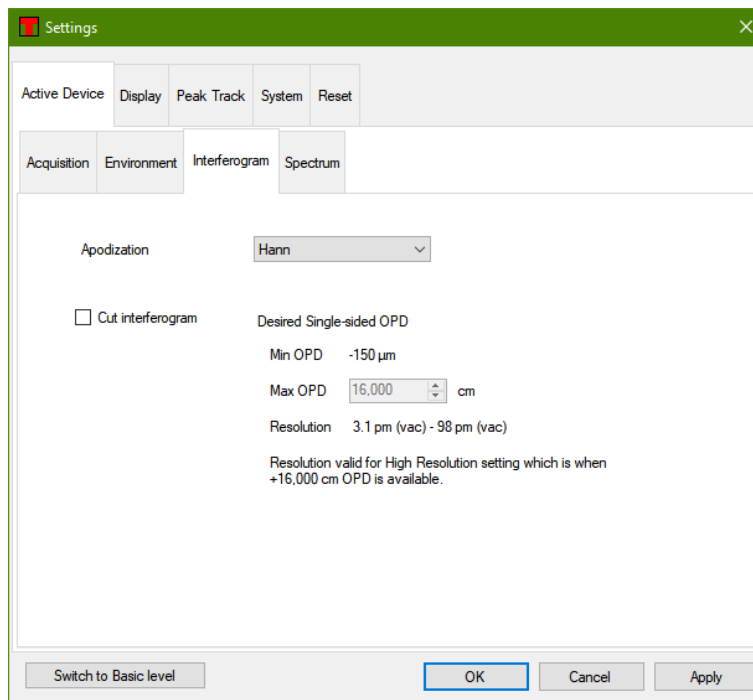 Settings
Active Device Display Peak Track System Reset
Acquisition Environment Interferogram Spectrum
Apodization Hann
Cut interferogram Desired Single-sided OPD
Min OPD -150 µm
Max OPD 16,000 cm
Resolution 3.1 pm (vac) - 98 pm (vac)
Resolution valid for High Resolution setting which is when
+16,000 cm OPD is available.
Switch to Basic level OK Cancel Apply